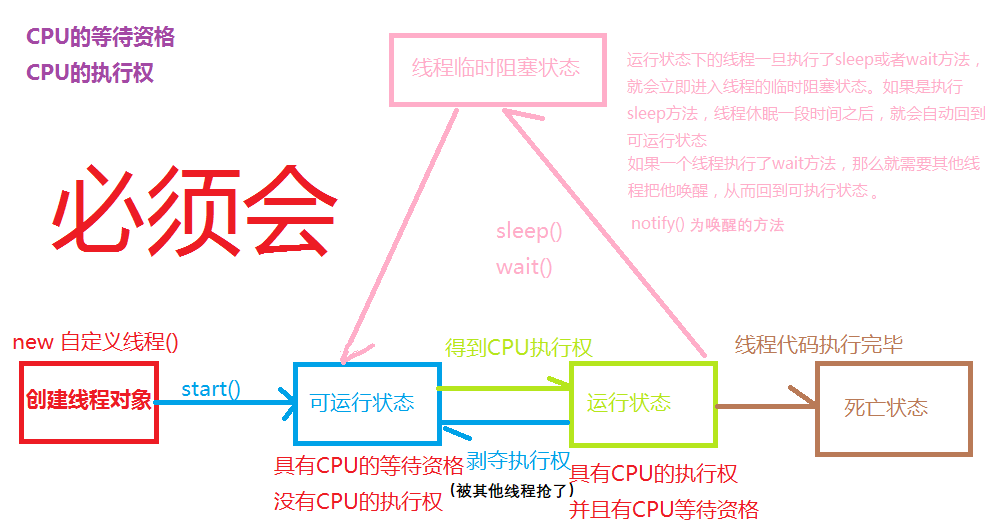 CPU的等待资格
CPU的执行权
线程临时阻塞状态
运行状态下的线程一旦执行了sleep或者wait方法，
就会立即进入线程的临时阻塞状态。如果是执行
sleep方法，线程休眠一段时间之后，就会自动回到
可运行状态
如果一个线程执行了wait方法，那么就需要其他线
程把他唤醒，从而回到可执行状态。
notify() 为唤醒的方法
必须会
sleep()
wait()
new 自定义线程()
创建线程对象
start()
可运行状态
得到CPU执行权
运行状态
线程代码执行完毕
死亡状态
具有CPU的等待资格
没有CPU的执行权
剥夺执行权
(被其他线程抢了)
具有CPU的执行权
并且有CPU等待资格